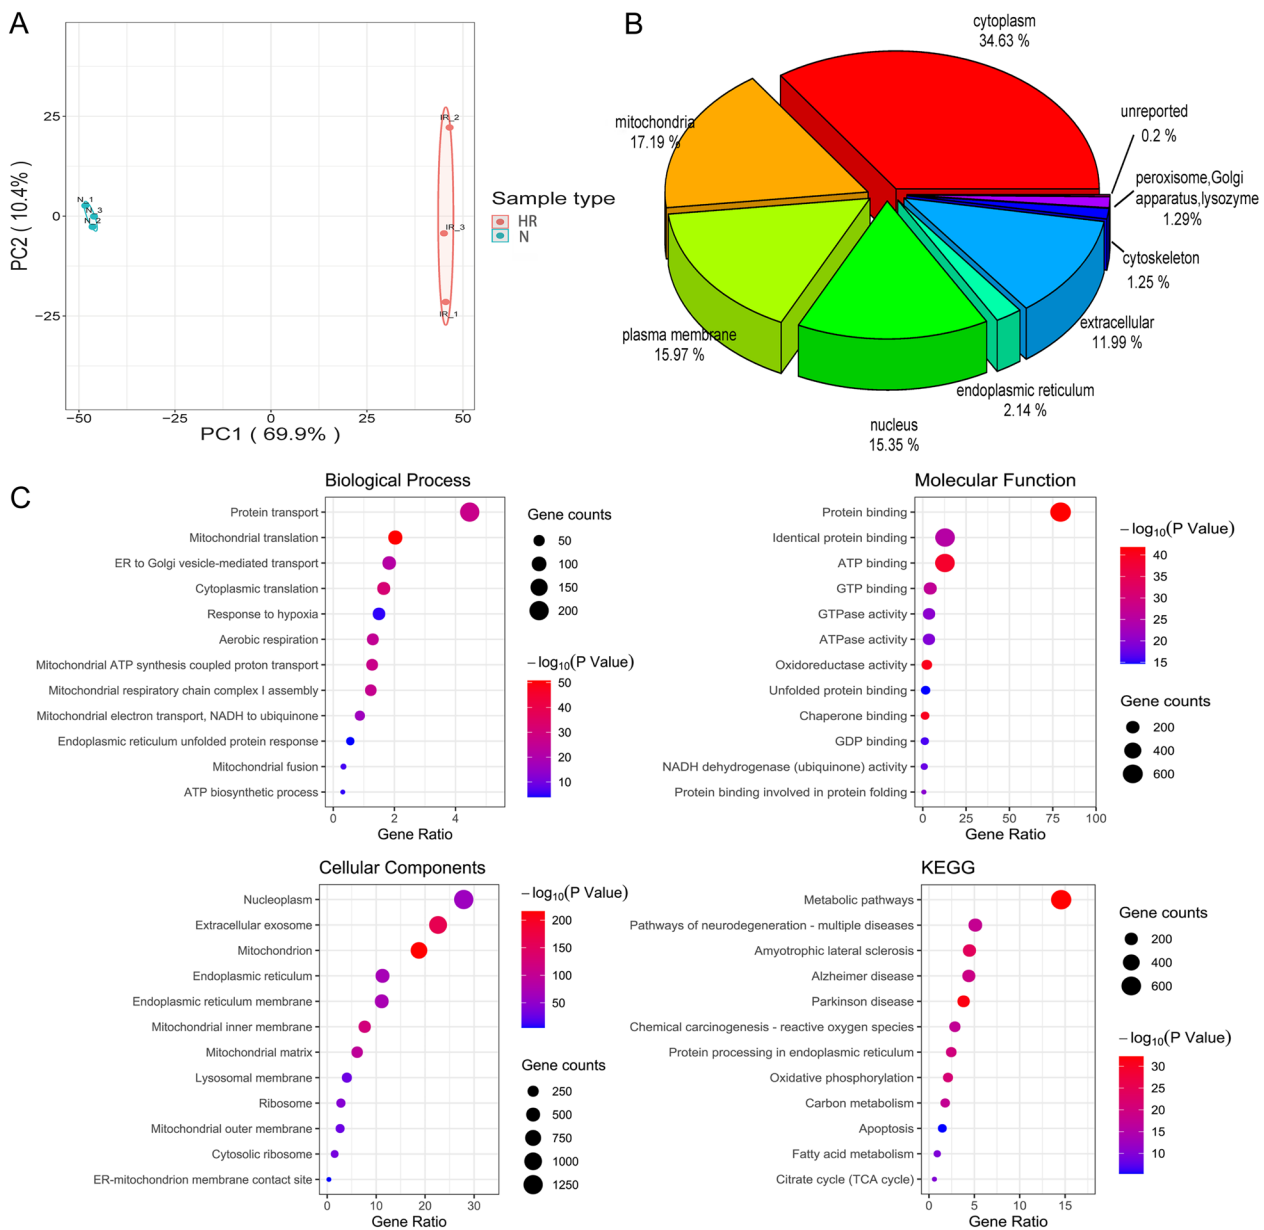 A
25
0
−25
−50
−25
0
25
50
PC2 ( 10.4% )
PC1 ( 69.9% )
N_1
N_3
N_2
IR_2
IR_3
IR_1
Sample type
HR
N
B
cytoplasm
34.63 %
mitochondria
17.19 %
unreported
0.2 %
peroxisome,Golgi
apparatus,lysozyme
1.29%
cytoskeleton
1.25 %
extracellular
11.99 %
plasma membrane
15.97 %
endoplasmic reticulum
2.14 %
nucleus
15.35 %
C
Biological Process
Protein transport
Mitochondrial translation
ER to Golgi vesicle-mediated transport
Cytoplasmic translation
Response to hypoxia
Aerobic respiration
Mitochondrial ATP synthesis coupled proton transport
Mitochondrial respiratory chain complex I assembly
Mitochondrial electron transport, NADH to ubiquinone
Endoplasmic reticulum unfolded protein response
Mitochondrial fusion
ATP biosynthetic process
0
2
4
Gene Ratio
Gene counts
50
100
150
200
−log10(P Value)
50
40
30
20
10
Molecular Function
Protein binding
Identical protein binding
ATP binding
GTP binding
GTPase activity
ATPase activity
Oxidoreductase activity
Unfolded protein binding
Chaperone binding
GDP binding
NADH dehydrogenase (ubiquinone) activity
Protein binding involved in protein folding
0
25
50
75
100
Gene Ratio
−log10(P Value)
40
35
30
25
20
15
Gene counts
200
400
600
Cellular Components
Nucleoplasm
Extracellular exosome
Mitochondrion
Endoplasmic reticulum
Endoplasmic reticulum membrane
Mitochondrial inner membrane
Mitochondrial matrix
Lysosomal membrane
Ribosome
Mitochondrial outer membrane
Cytosolic ribosome
ER-mitochondrion membrane contact site
0
10
20
30
Gene Ratio
−log10(P Value)
200
150
100
50
Gene counts
250
500
750
1000
1250
KEGG
Metabolic pathways
Pathways of neurodegeneration - multiple diseases
Amyotrophic lateral sclerosis
Alzheimer disease
Parkinson disease
Chemical carcinogenesis - reactive oxygen species
Protein processing in endoplasmic reticulum
Oxidative phosphorylation
Carbon metabolism
Apoptosis
Fatty acid metabolism
Citrate cycle (TCA cycle)
0
5
10
15
Gene Ratio
Gene counts
200
400
600
−log10(P Value)
30
25
20
15
10